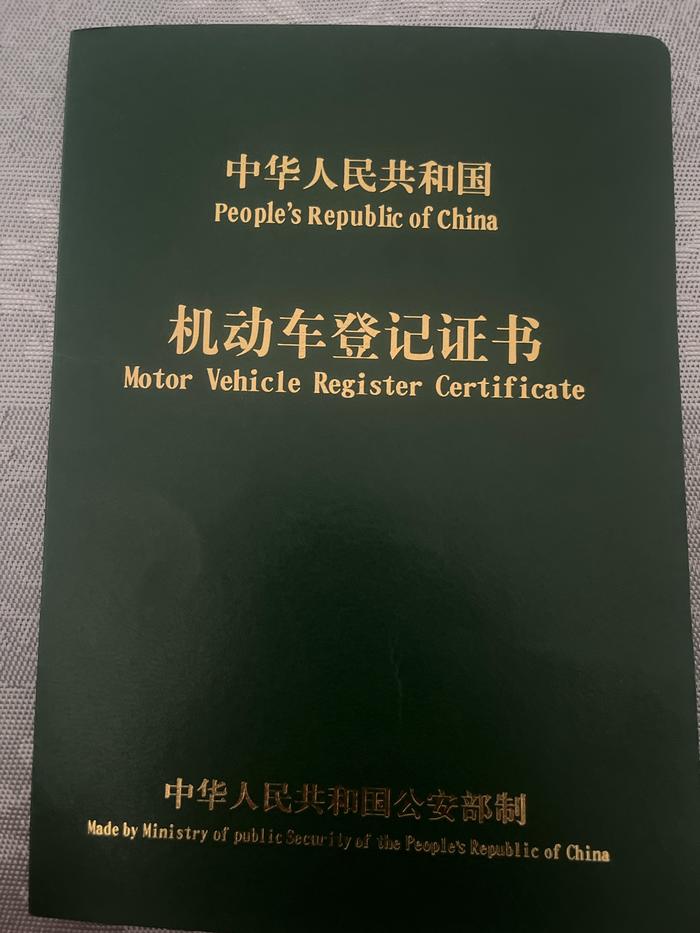 中华人民共和国
People's Republic of China
机动车登记证书
Motor Vehicle Register Certificate
中华人民共和国公安部制
Made by Ministry of public Security of the People's Republic of China